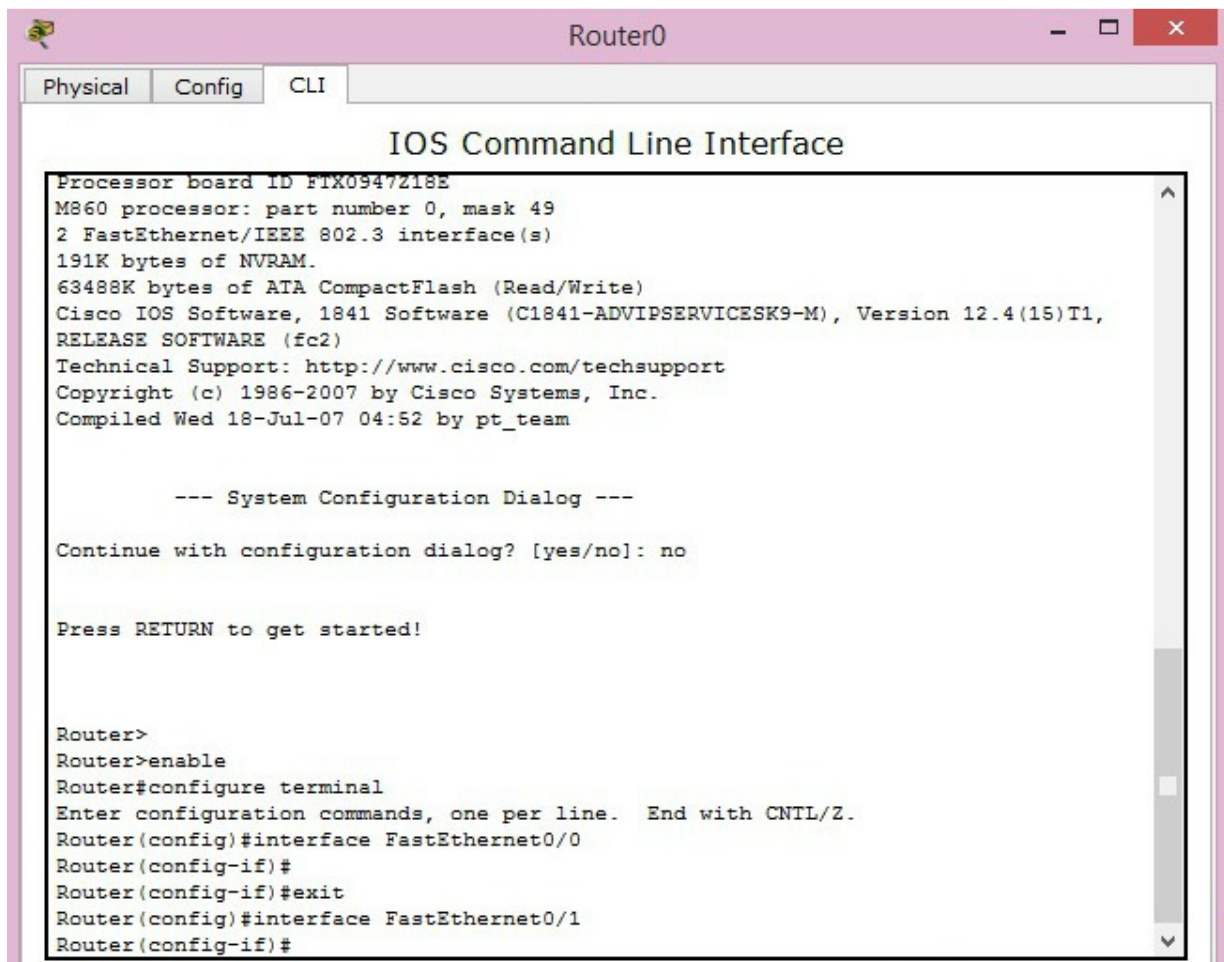 Router0
Physical Config CLI
IOS Command Line Interface
Processor board ID FTX0947Z18E
M860 processor: part number 0, mask 49
2 FastEthernet/IEEE 802.3 interface(s)
191K bytes of NVRAM.
63488K bytes of ATA CompactFlash (Read/Write)
Cisco IOS Software, 1841 Software (C1841-ADVIPSERVICESK9-M), Version 12.4(15)T1,
RELEASE SOFTWARE (fc2)
Technical Support: http://www.cisco.com/techsupport
Copyright (c) 1986-2007 by Cisco Systems, Inc.
Compiled Wed 18-Jul-07 04:52 by pt_team
--- System Configuration Dialog ---
Continue with configuration dialog? [yes/no]: no
Press RETURN to get started!
Router>
Router>enable
Router#configure terminal
Enter configuration commands, one per line.  End with CNTL/Z.
Router(config)#interface FastEthernet0/0
Router(config-if)#
Router(config-if)#exit
Router(config)#interface FastEthernet0/1
Router(config-if)#